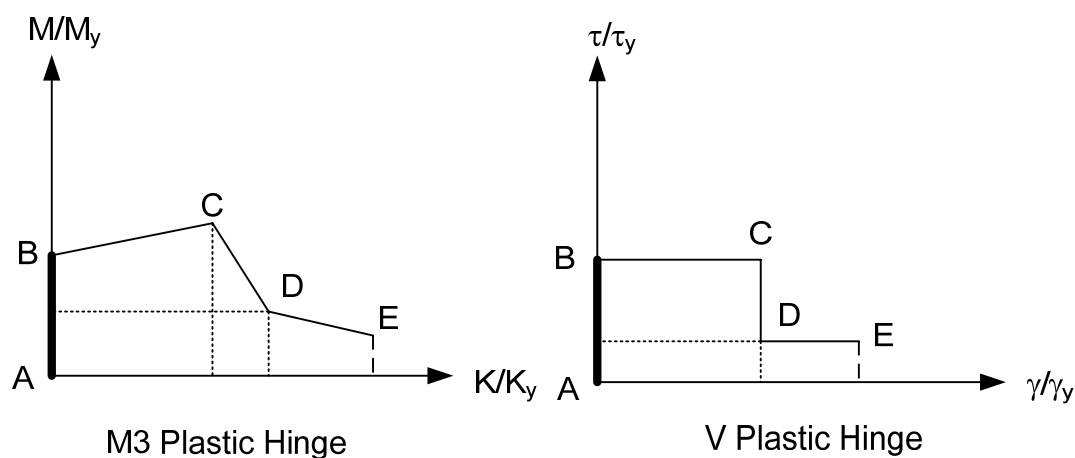 M/My
C
B
D
E
A
K/Ky
M3 Plastic Hinge
τ/τy
C
B
D
E
A
γ/γy
V Plastic Hinge